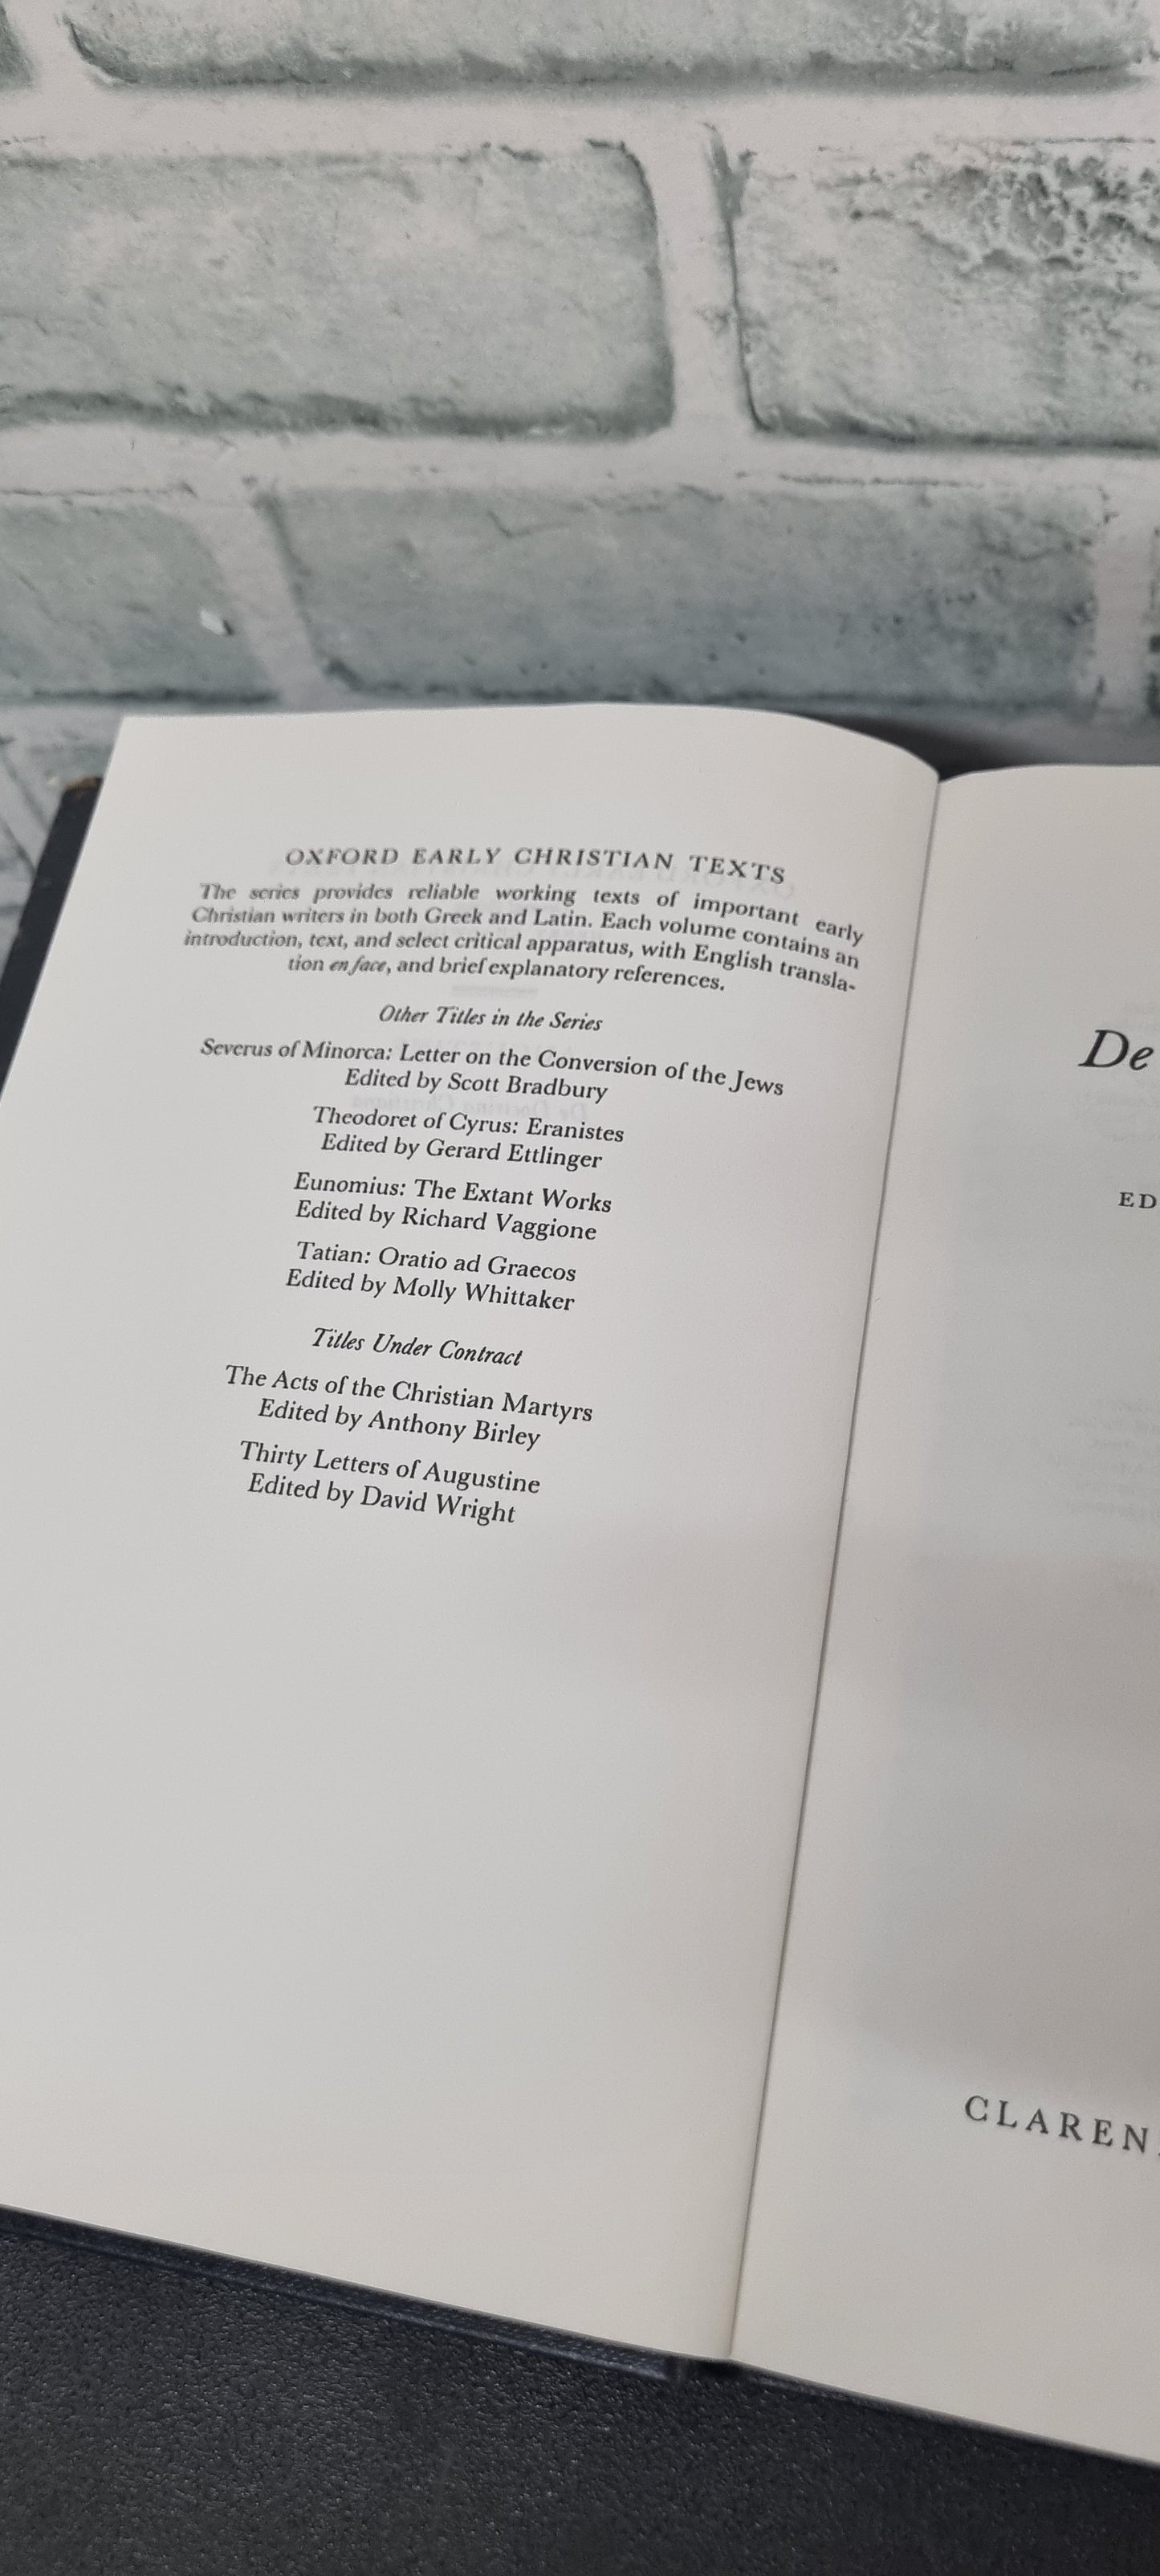 OXFORD EARLY CHRISTIAN TEXTS
The series provides reliable working texts of important early
Christian writers in both Greek and Latin. Each volume contains an
introduction, text, and select critical apparatus, with English transla-
tion en face, and brief explanatory references.
Other Titles in the Series
Severus of Minorca: Letter on the Conversion of the Jews
Edited by Scott Bradbury
Theodoret of Cyrus: Eranistes
Edited by Gerard Ettlinger
Eunomius: The Extant Works
Edited by Richard Vaggione
Tatian: Oratio ad Graecos
Edited by Molly Whittaker
Titles Under Contract
The Acts of the Christian Martyrs
Edited by Anthony Birley
Thirty Letters of Augustine
Edited by David Wright
De
ED
CLAREN